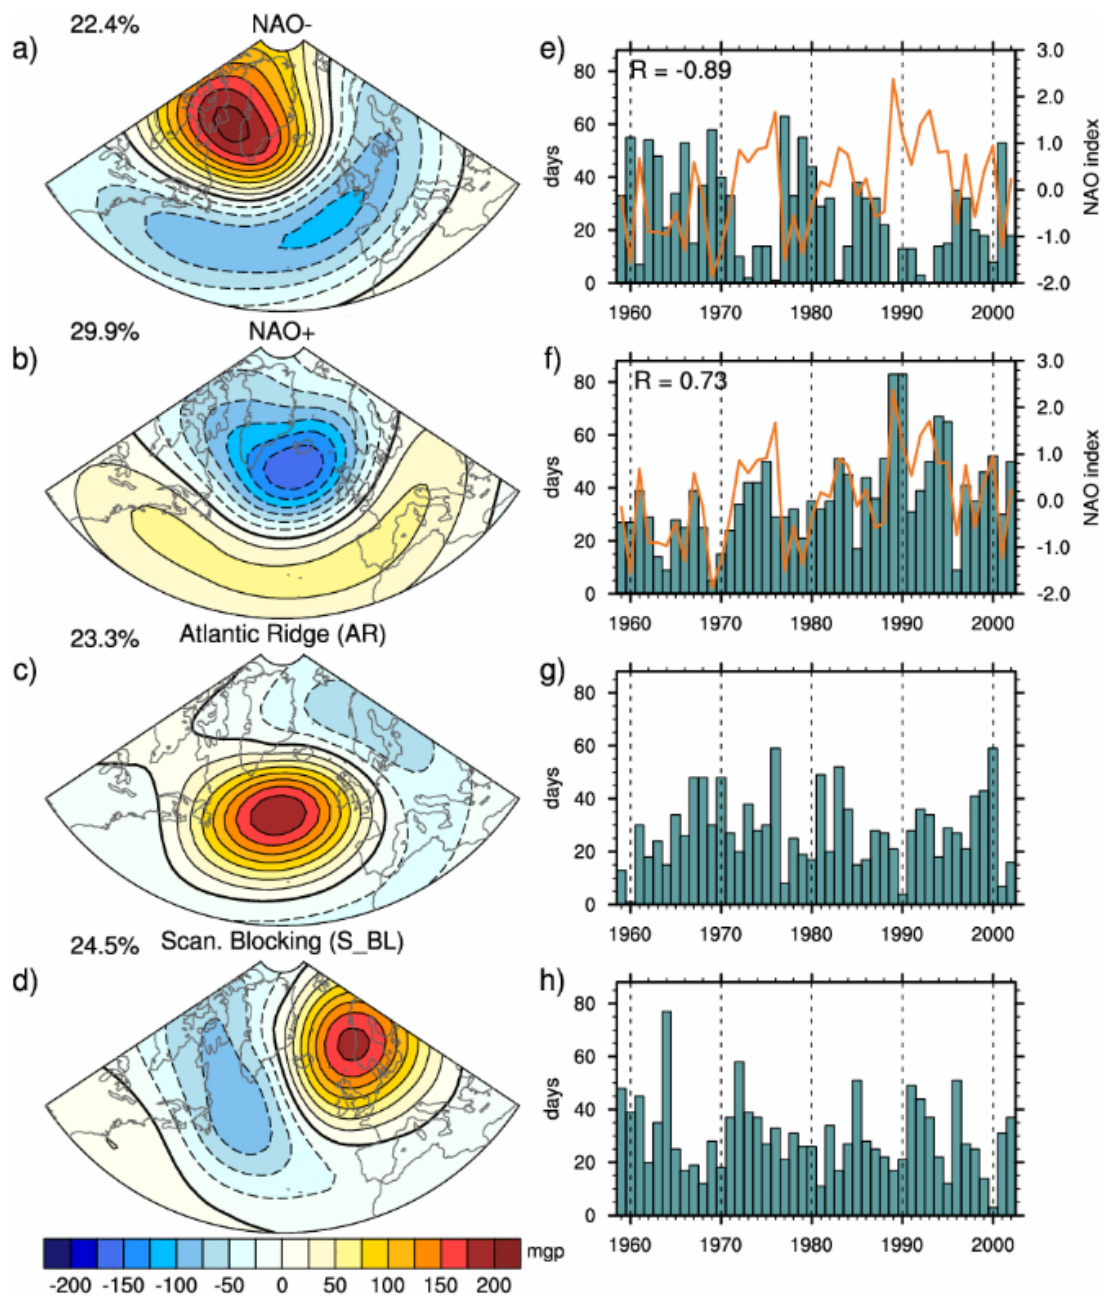 22.4% NAO-
a)
e)
R = -0.89
80
60
40
20
0
days
3.0
2.0
1.0
0.0
-1.0
-2.0
NAO index
1960 1970 1980 1990 2000
29.9% NAO+
b)
f)
R = 0.73
80
60
40
20
0
days
3.0
2.0
1.0
0.0
-1.0
-2.0
NAO index
1960 1970 1980 1990 2000
23.3% Atlantic Ridge (AR)
c)
g)
80
60
40
20
0
days
1960 1970 1980 1990 2000
24.5% Scan. Blocking (S_BL)
d)
h)
80
60
40
20
0
days
1960 1970 1980 1990 2000
mgp
-200 -150 -100 -50 0 50 100 150 200